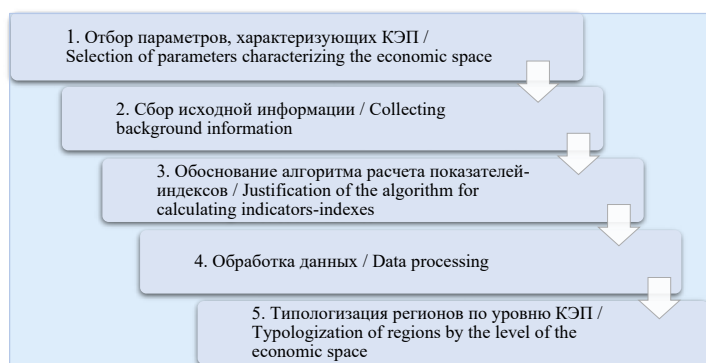 1. Отбор параметров, характеризующих КЭП /
Selection of parameters characterizing the economic space
2. Сбор исходной информации / Collecting
background information
3. Обоснование алгоритма расчета показателей-
индексов / Justification of the algorithm for
calculating indicators-indexes
4. Обработка данных / Data processing
5. Типологизация регионов по уровню КЭП /
Typologization of regions by the level of the
economic space